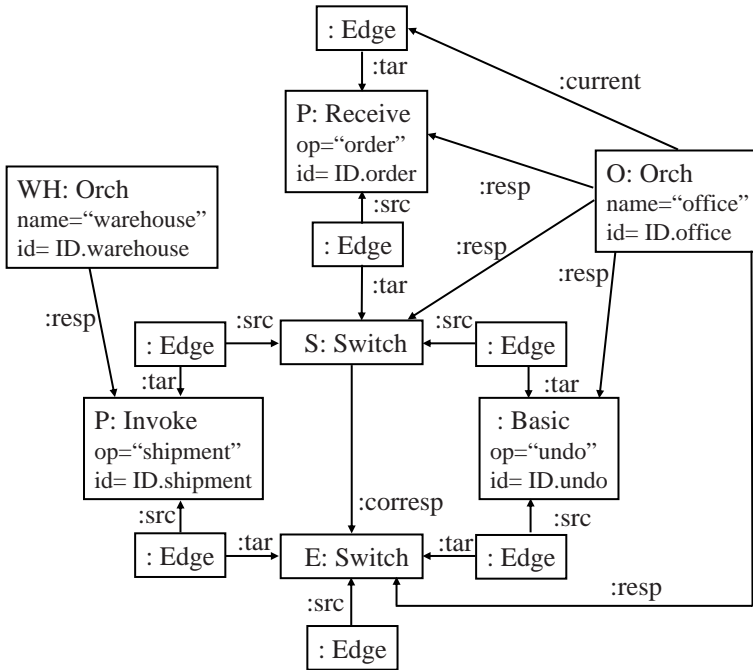 : Edge
:tar
:current
P: Receive
op=“order”
id= ID.order
WH: Orch
name=“warehouse”
id= ID.warehouse
O: Orch
name=“office”
id= ID.office
:resp
:src
: Edge
:resp
:resp
:tar
:resp
: Edge
:src
S: Switch
:src
: Edge
:tar
:tar
P: Invoke
op=“shipment”
id= ID.shipment
: Basic
op=“undo”
id= ID.undo
:src
:corresp
:src
: Edge
:tar
E: Switch
:tar
: Edge
:src
:resp
: Edge